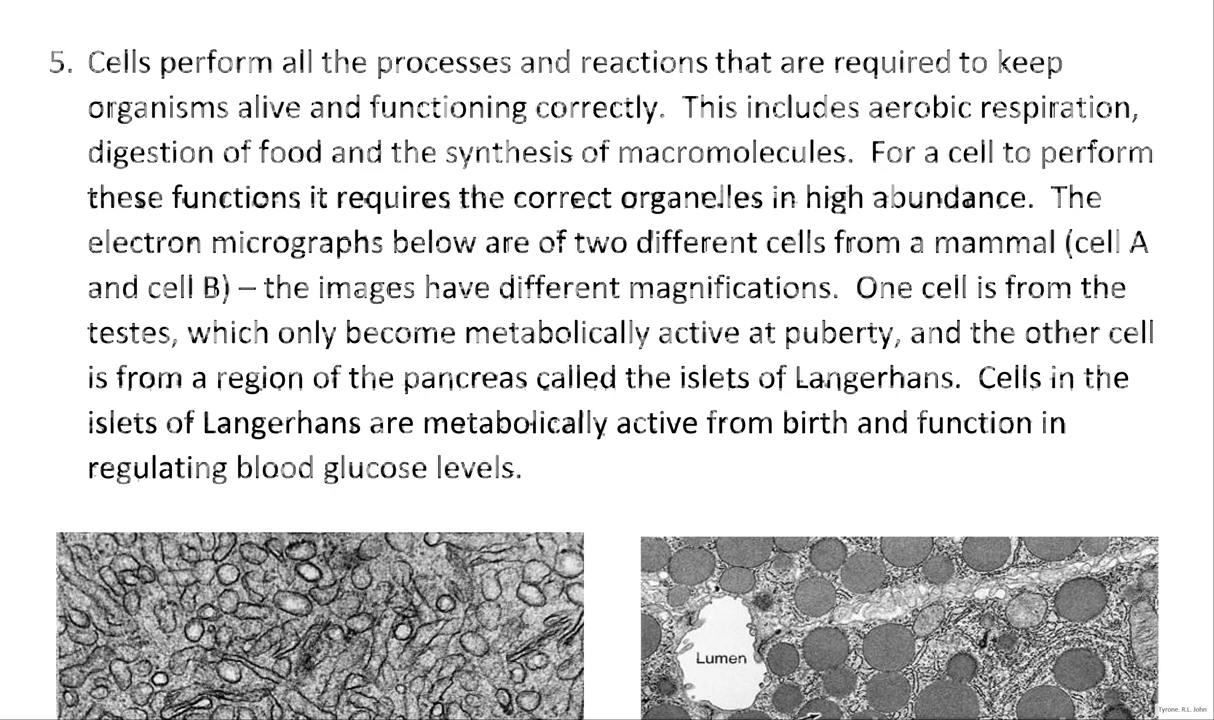 5. Cells perform all the processes and reactions that are required to keep
organisms alive and functioning correctly. This includes aerobic respiration,
digestion of food and the synthesis of macromolecules. For a cell to perform
these functions it requires the correct organelles in high abundance. The
electron micrographs below are of two different cells from a mammal (cell A
and cell B) – the images have different magnifications. One cell is from the
testes, which only become metabolically active at puberty, and the other cell
is from a region of the pancreas called the islets of Langerhans. Cells in the
islets of Langerhans are metabolically active from birth and function in
regulating blood glucose levels.
Lumen
Tyrone. R.L. John